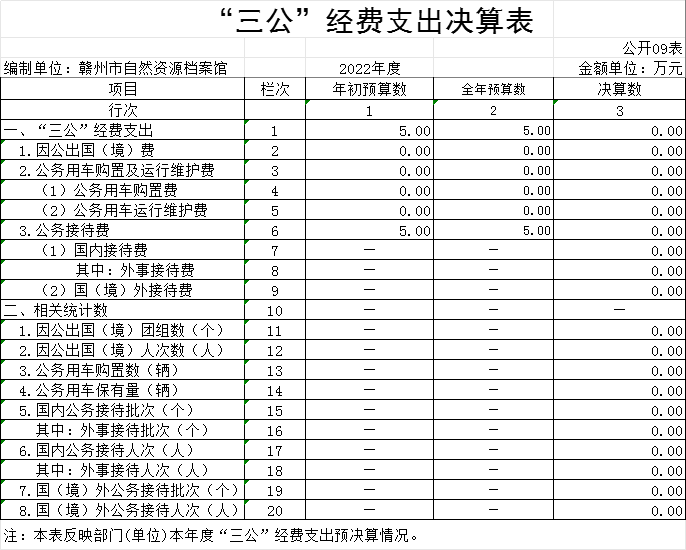 “三公”经费支出决算表
公开09表
编制单位：赣州市自然资源档案馆 2022年度 金额单位：万元
项目 栏次 年初预算数 全年预算数 决算数
行次 1 2 3
一、“三公”经费支出 1 5.00 5.00 0.00
1.因公出国（境）费 2 0.00 0.00 0.00
2.公务用车购置及运行维护费 3 0.00 0.00 0.00
（1）公务用车购置费 4 0.00 0.00 0.00
（2）公务用车运行维护费 5 0.00 0.00 0.00
3.公务接待费 6 5.00 5.00 0.00
（1）国内接待费 7 — — 0.00
其中：外事接待费 8 — — 0.00
（2）国（境）外接待费 9 — — 0.00
二、相关统计数 10 — — —
1.因公出国（境）团组数（个） 11 — — 0.00
2.因公出国（境）人次数（人） 12 — — 0.00
3.公务用车购置数（辆） 13 — — 0.00
4.公务用车保有量（辆） 14 — — 0.00
5.国内公务接待批次（个） 15 — — 0.00
其中：外事接待批次（个） 16 — — 0.00
6.国内公务接待人次（人） 17 — — 0.00
其中：外事接待人次（人） 18 — — 0.00
7.国（境）外公务接待批次（个） 19 — — 0.00
8.国（境）外公务接待人次（人） 20 — — 0.00
注：本表反映部门(单位)本年度“三公”经费支出预决算情况。